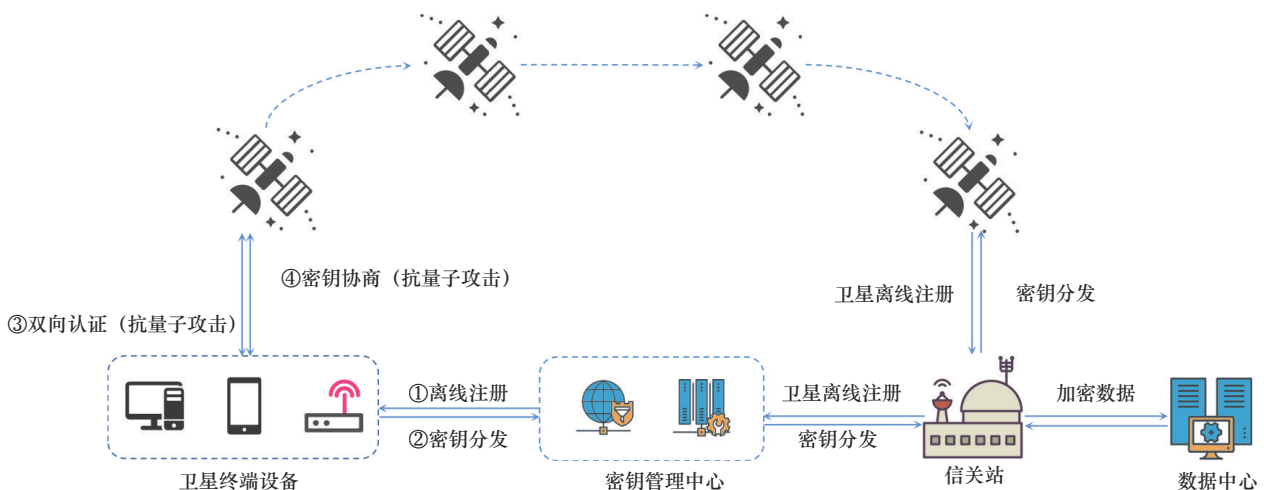 ④密钥协商（抗量子攻击）
卫星离线注册
密钥分发
③双向认证（抗量子攻击）
①离线注册
②密钥分发
卫星离线注册
密钥分发
加密数据
卫星终端设备
密钥管理中心
信关站
数据中心